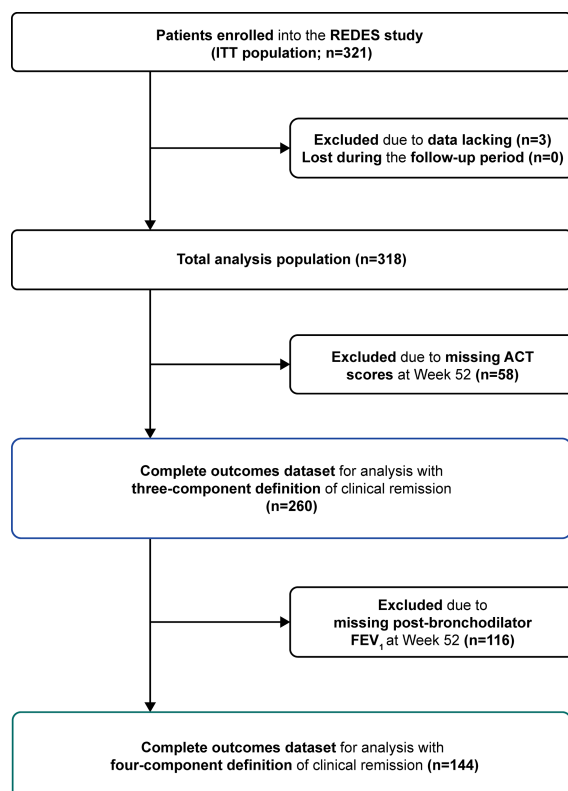 Patients enrolled into the REDES study
(ITT population; n=321)
Excluded due to data lacking (n=3)
Lost during the follow-up period (n=0)
Total analysis population (n=318)
Excluded due to missing ACT
scores at Week 52 (n=58)
Complete outcomes dataset for analysis with
three-component definition of clinical remission
(n=260)
Excluded due to
missing post-bronchodilator
FEV₁ at Week 52 (n=116)
Complete outcomes dataset for analysis with
four-component definition of clinical remission (n=144)